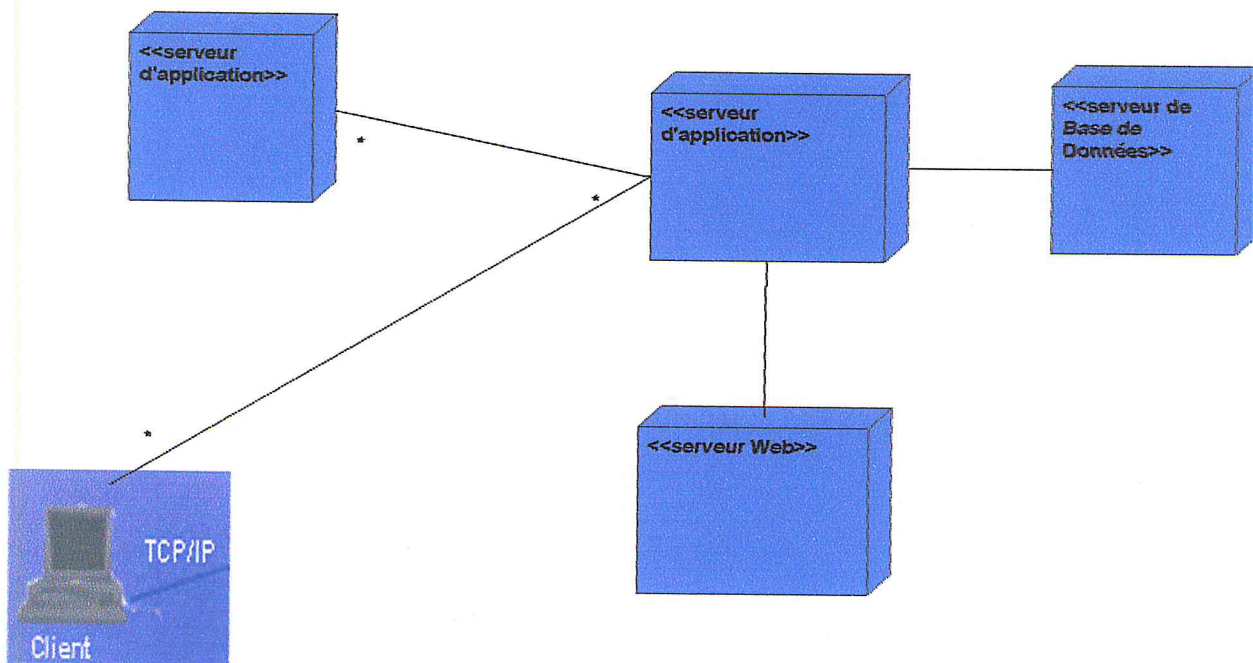 <<serveur
d'application>>
<<serveur
d'application>>
<<serveur de
Base de
Données>>
*
*
*
<<serveur Web>>
TCP/IP
Client